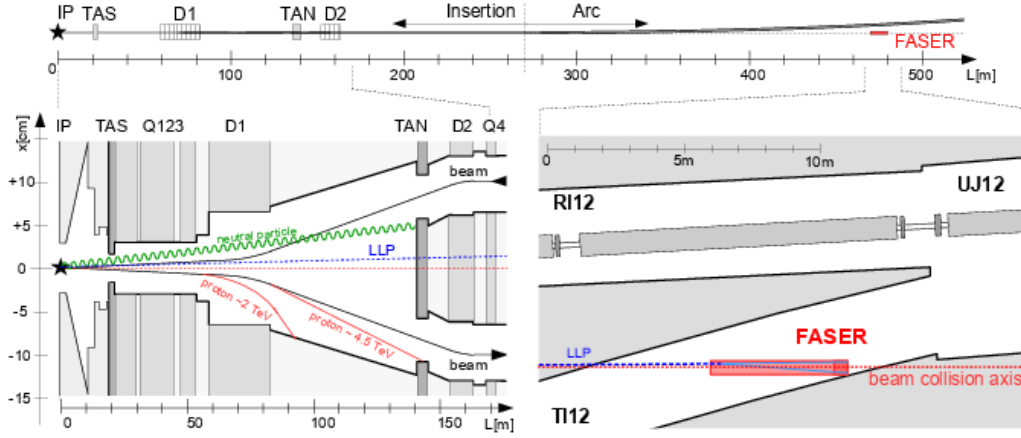 IP TAS D1 TAN D2 Insertion Arc
FASER
0 100 200 300 400 500 L[m]
IP TAS Q123 D1 TAN D2 Q4
x[cm]
+10
+5
0
-5
-10
-15
beam
neutral particle
LLP
proton ~2 TeV
proton ~ 4.5 TeV
beam
0 50 100 150 L[m]
0 5m 10m
RI12
UJ12
FASER
LLP
beam collision axis
TI12